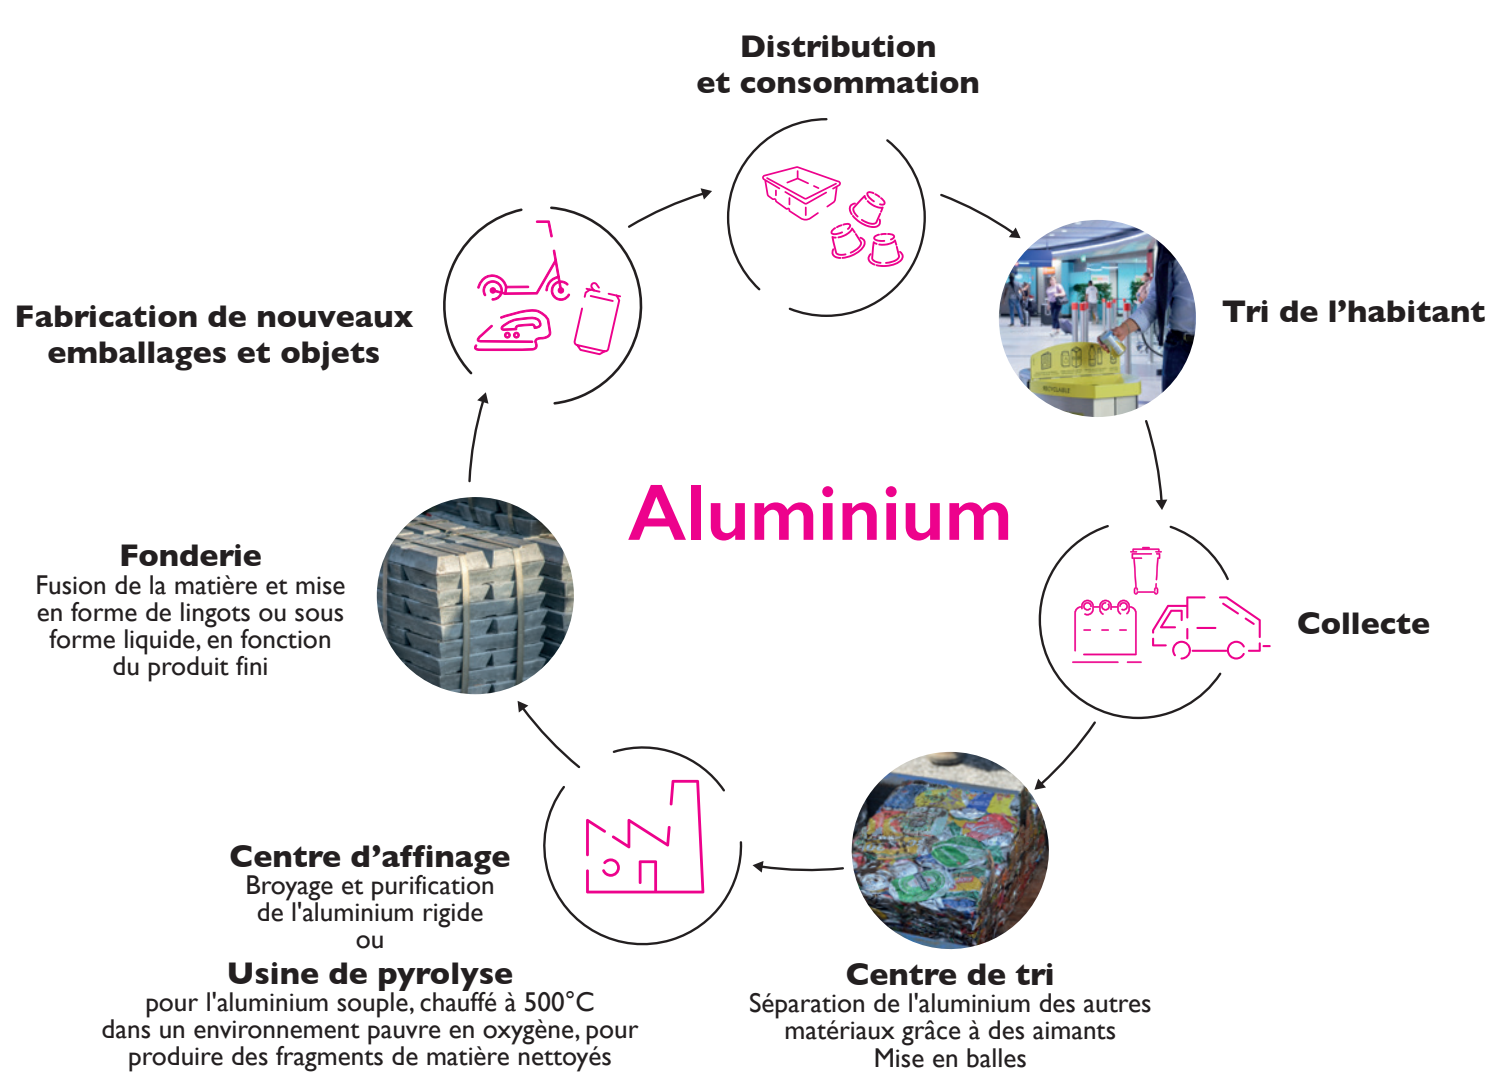 Distribution
et consommation
Tri de l’habitant
RECYCLABLE
Collecte
Centre de tri
Séparation de l'aluminium des autres
matériaux grâce à des aimants
Mise en balles
Centre d’affinage
Broyage et purification
de l'aluminium rigide
ou
Usine de pyrolyse
pour l'aluminium souple, chauffé à 500°C
dans un environnement pauvre en oxygène, pour
produire des fragments de matière nettoyés
Fonderie
Fusion de la matière et mise
en forme de lingots ou sous
forme liquide, en fonction
du produit fini
Fabrication de nouveaux
emballages et objets
Aluminium